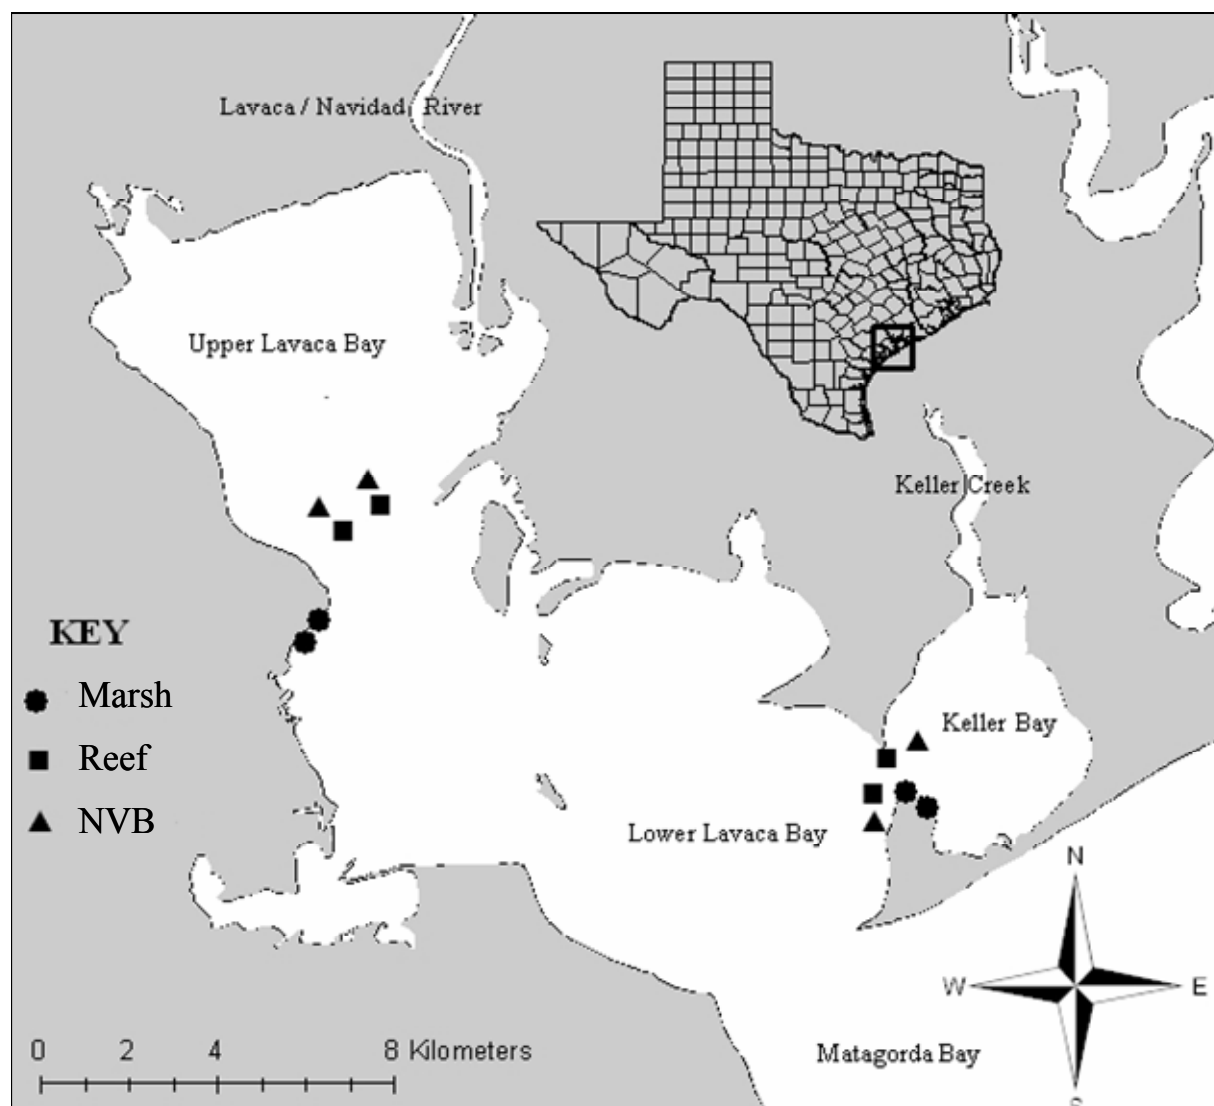 Lavaca / Navidad River
Upper Lavaca Bay
Keller Creek
KEY
Marsh
Reef
NVB
Keller Bay
Lower Lavaca Bay
N
W
E
S
0 2 4 8 Kilometers
Matagorda Bay